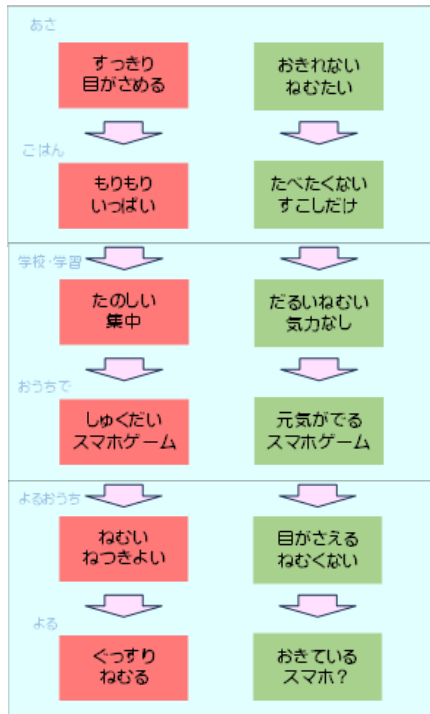 あさ
すっきり
目がさめる
おきれない
ねむたい
ごはん
もりもり
いっぱい
たべたくない
すこしだけ
学校・学習
たのしい
集中
だるいねむい
気力なし
おうちで
しゅくだい
スマホゲーム
元気がでる
スマホゲーム
よるおうち
ねむい
ねつきよい
目がさえる
ねむくない
よる
ぐっすり
ねむる
おきている
スマホ？